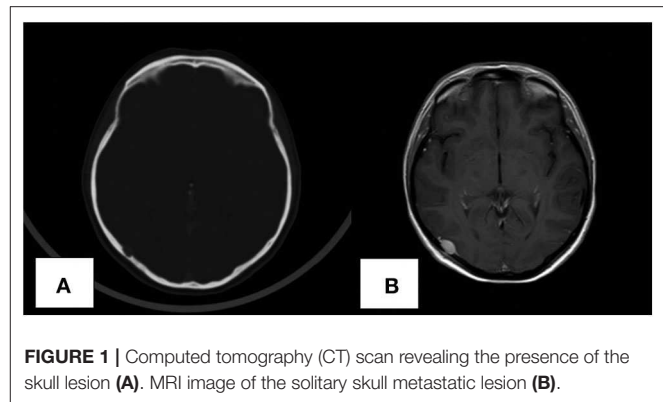 A
B
FIGURE 1 | Computed tomography (CT) scan revealing the presence of the
skull lesion (A). MRI image of the solitary skull metastatic lesion (B).